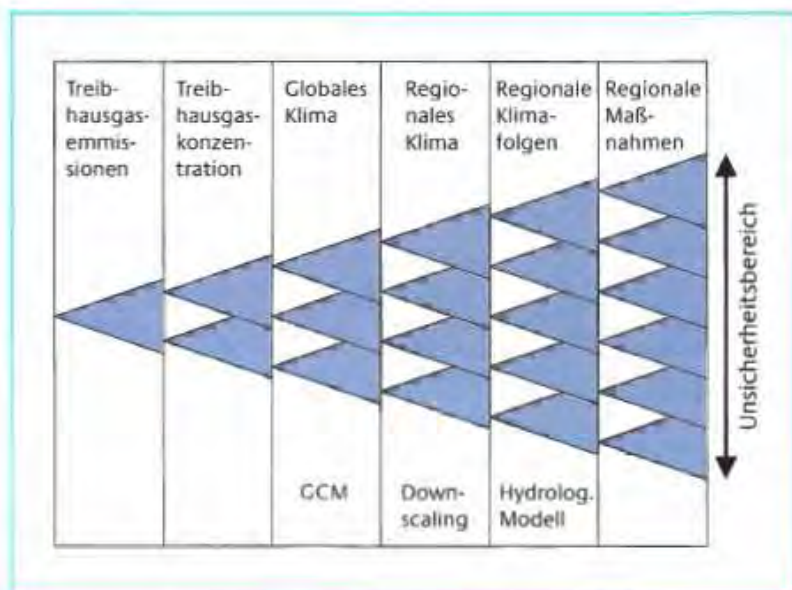 Treib-
hausgas-
emmis-
sionen
Treib-
hausgas-
konzen-
tration
Globales
Klima
Regio-
nales
Klima
Regionale
Klima-
folgen
Regionale
Maß-
nahmen
Unsicherheitsbereich
GCM
Down-
scaling
Hydrolog.
Modell